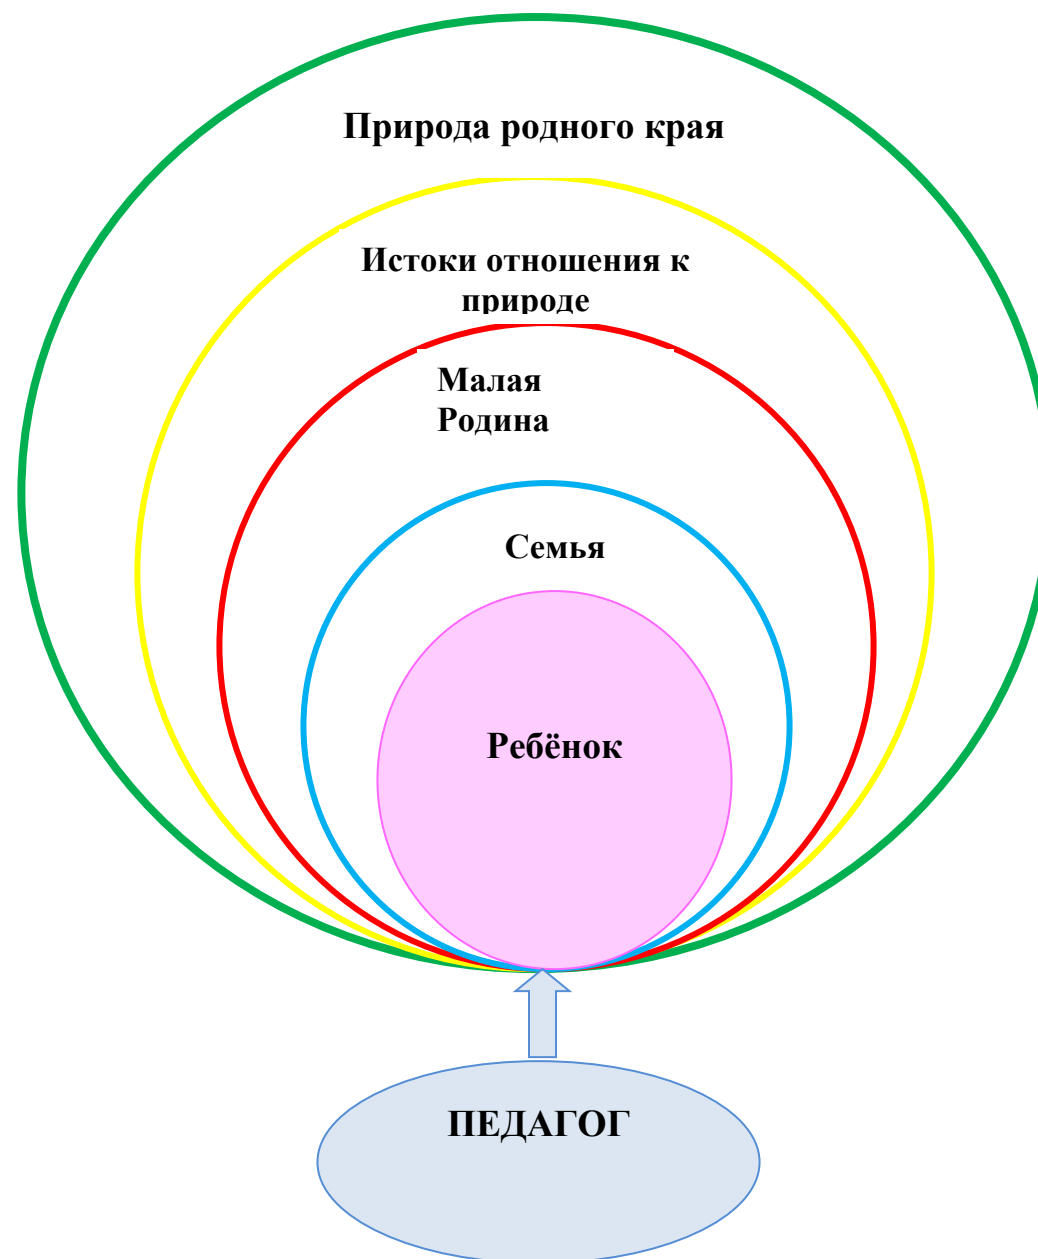 Природа родного края
Истоки отношения к
природе
Малая
Родина
Семья
Ребёнок
ПЕДАГОГ